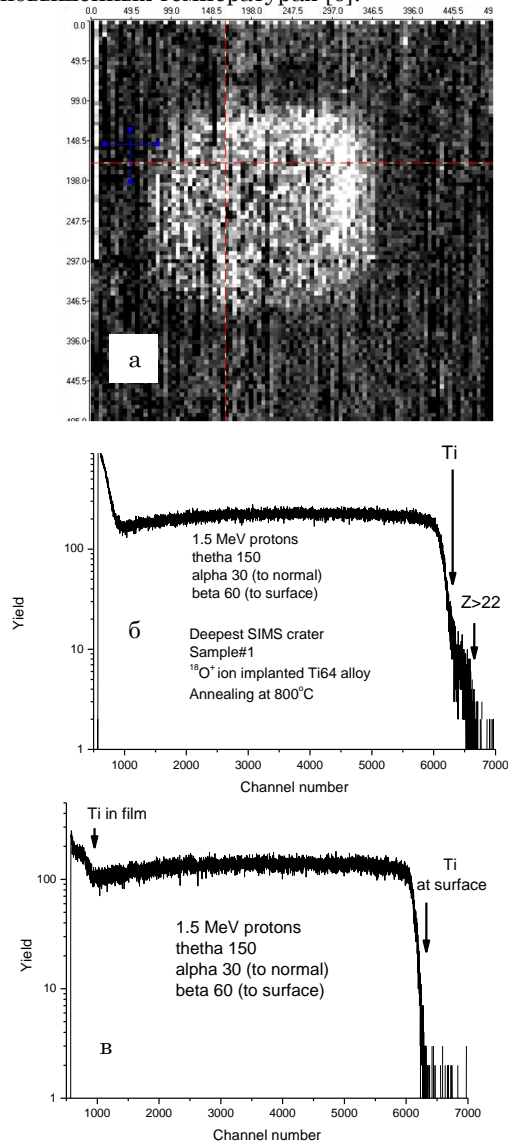 повышенный температурах [8].
0.0 49.5 99.0 148.5 198.0 247.5 297.0 346.5 396.0 445.5 49
0.0
49.5
99.0
148.5
198.0
247.5
297.0
346.5
396.0
445.5
495.0
а
Ti
Z>22
100
10
1
Yield
1.5 MeV protons
thetha 150
alpha 30 (to normal)
beta 60 (to surface)
б
Deepest SIMS crater
Sample#1
¹⁸O⁺ ion implanted Ti64 alloy
Annealing at 800°C
1000 2000 3000 4000 5000 6000 7000
Channel number
Ti in film
Ti
at surface
100
10
1
Yield
1.5 MeV protons
thetha 150
alpha 30 (to normal)
beta 60 (to surface)
в
1000 2000 3000 4000 5000 6000 7000
Channel number